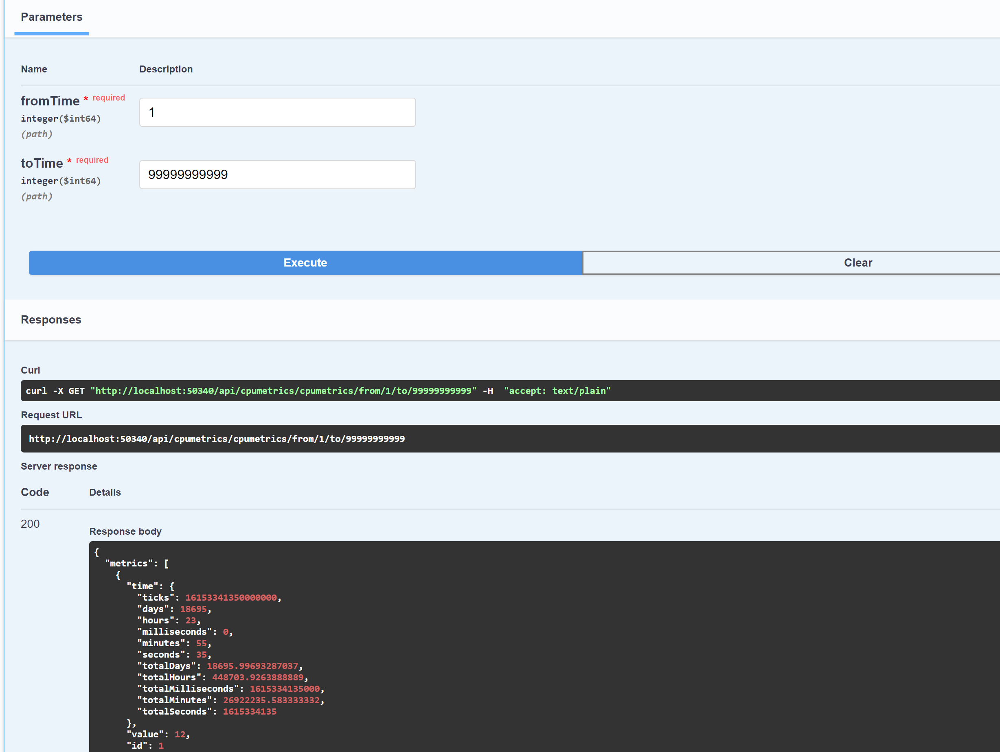 Parameters
Name Description
fromTime * required
1
integer($int64)
(path)
toTime * required
99999999999
integer($int64)
(path)
Execute Clear
Responses
Curl
curl -X GET "http://localhost:50340/api/cpumetrics/cpumetrics/from/1/to/99999999999" -H  "accept: text/plain"
Request URL
http://localhost:50340/api/cpumetrics/cpumetrics/from/1/to/99999999999
Server response
Code Details
200
Response body
{
  "metrics": [
    {
      "time": {
        "ticks": 16153341350000000,
        "days": 18695,
        "hours": 23,
        "milliseconds": 0,
        "minutes": 55,
        "seconds": 35,
        "totalDays": 18695.99693287037,
        "totalHours": 448703.9263888889,
        "totalMilliseconds": 1615334135000,
        "totalMinutes": 26922235.583333332,
        "totalSeconds": 1615334135
      },
      "value": 12,
      "id": 1